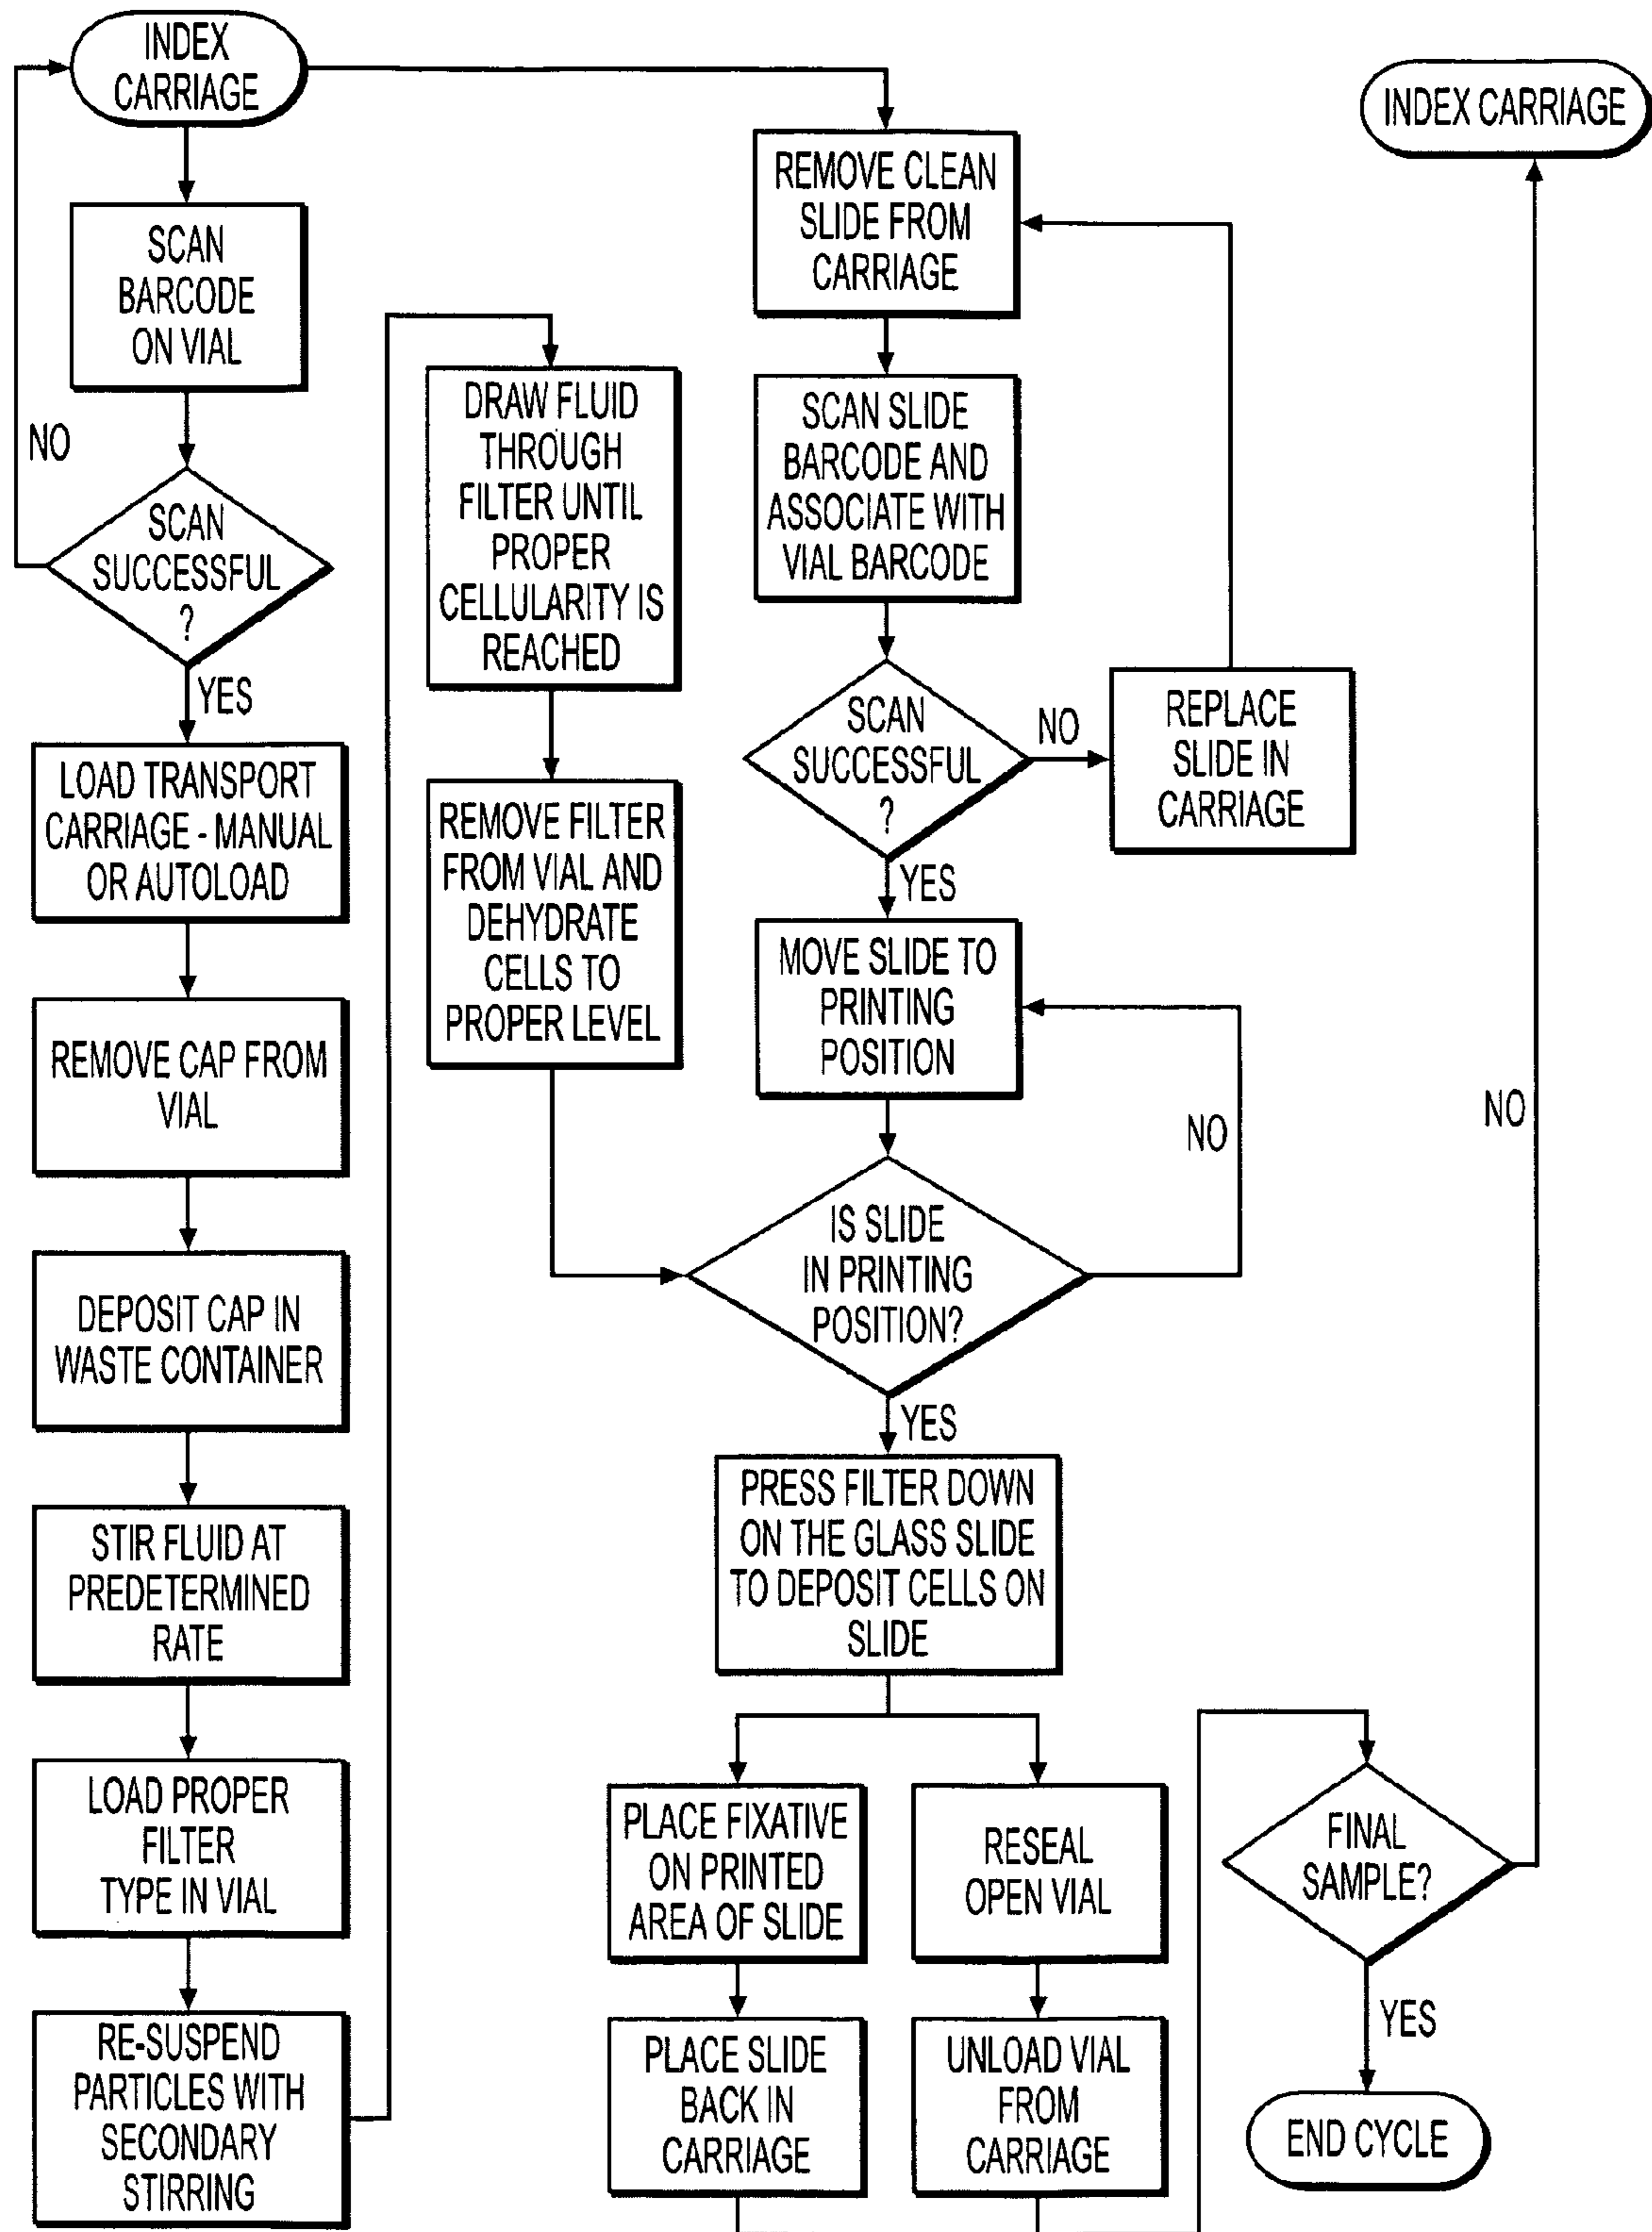 INDEX
CARRIAGE
SCAN
BARCODE
ON VIAL
NO
SCAN
SUCCESSFUL
?
YES
LOAD TRANSPORT
CARRIAGE - MANUAL
OR AUTOLOAD
REMOVE CAP FROM
VIAL
DEPOSIT CAP IN
WASTE CONTAINER
STIR FLUID AT
PREDETERMINED
RATE
LOAD PROPER
FILTER
TYPE IN VIAL
RE-SUSPEND
PARTICLES WITH
SECONDARY
STIRRING
DRAW FLUID
THROUGH
FILTER UNTIL
PROPER
CELLULARITY IS
REACHED
REMOVE FILTER
FROM VIAL AND
DEHYDRATE
CELLS TO
PROPER LEVEL
REMOVE CLEAN
SLIDE FROM
CARRIAGE
SCAN SLIDE
BARCODE AND
ASSOCIATE WITH
VIAL BARCODE
SCAN
SUCCESSFUL
?
NO
REPLACE
SLIDE IN
CARRIAGE
YES
MOVE SLIDE TO
PRINTING
POSITION
NO
IS SLIDE
IN PRINTING
POSITION?
YES
PRESS FILTER DOWN
ON THE GLASS SLIDE
TO DEPOSIT CELLS ON
SLIDE
PLACE FIXATIVE
ON PRINTED
AREA OF SLIDE
PLACE SLIDE
BACK IN
CARRIAGE
RESEAL
OPEN VIAL
UNLOAD VIAL
FROM
CARRIAGE
FINAL
SAMPLE?
YES
END CYCLE
NO
INDEX CARRIAGE